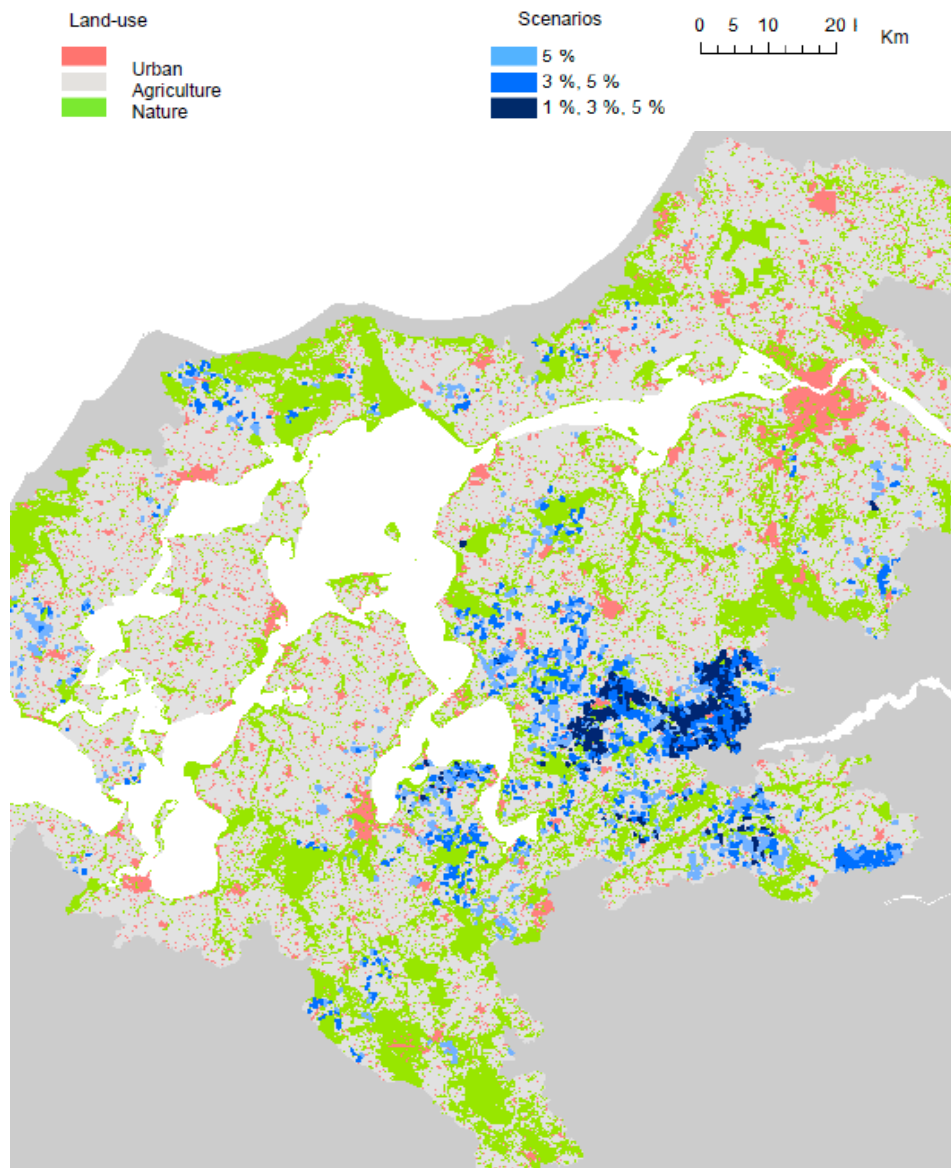 Land-use
Urban
Agriculture
Nature
Scenarios
5 %
3 %, 5 %
1 %, 3 %, 5 %
0 5 10 20
Km